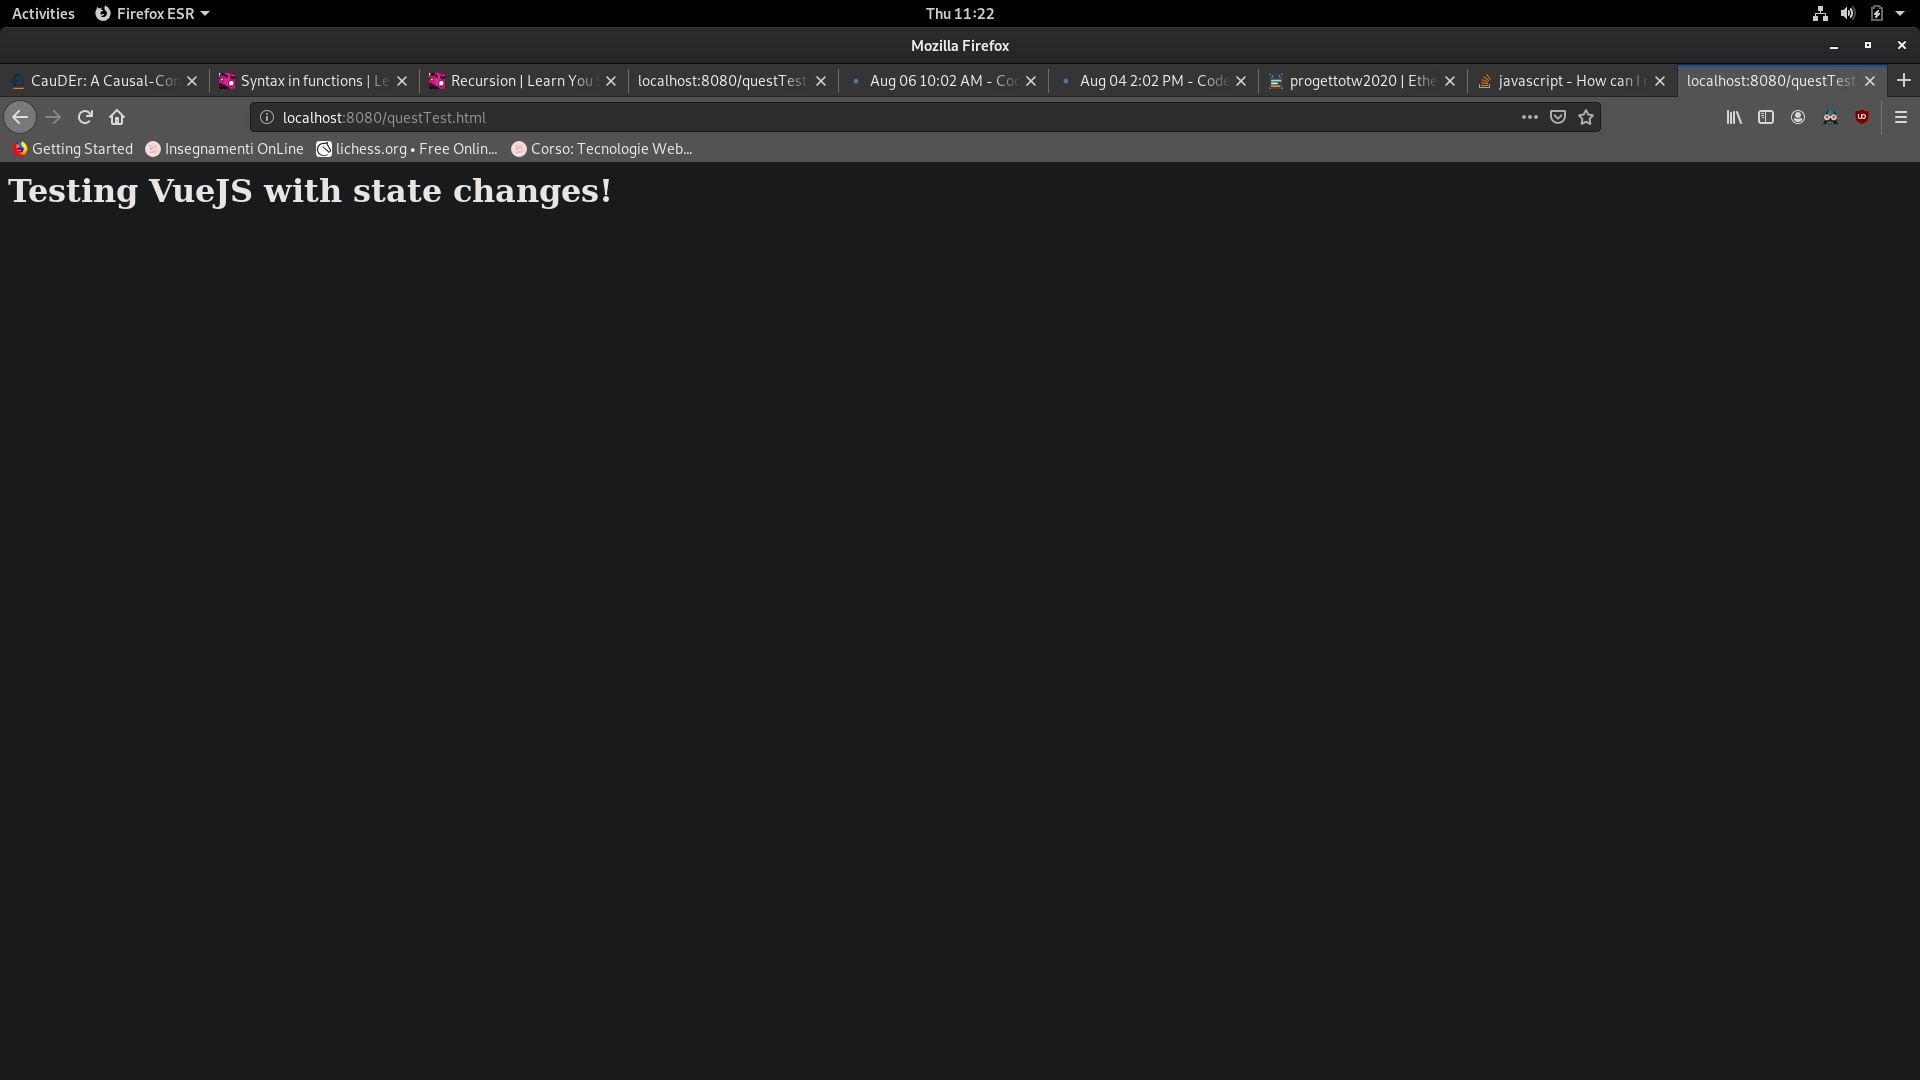 Activities Firefox ESR Thu 11:22
Mozilla Firefox
CauDEr: A Causal-Con Syntax in functions | Le Recursion | Learn You localhost:8080/questTest Aug 06 10:02 AM - Coc Aug 04 2:02 PM - Code progettotw2020 | Ethe javascript - How can I localhost:8080/questTest
localhost:8080/questTest.html
Getting Started Insegnamenti OnLine lichess.org • Free Onlin... Corso: Tecnologie Web...
Testing VueJS with state changes!